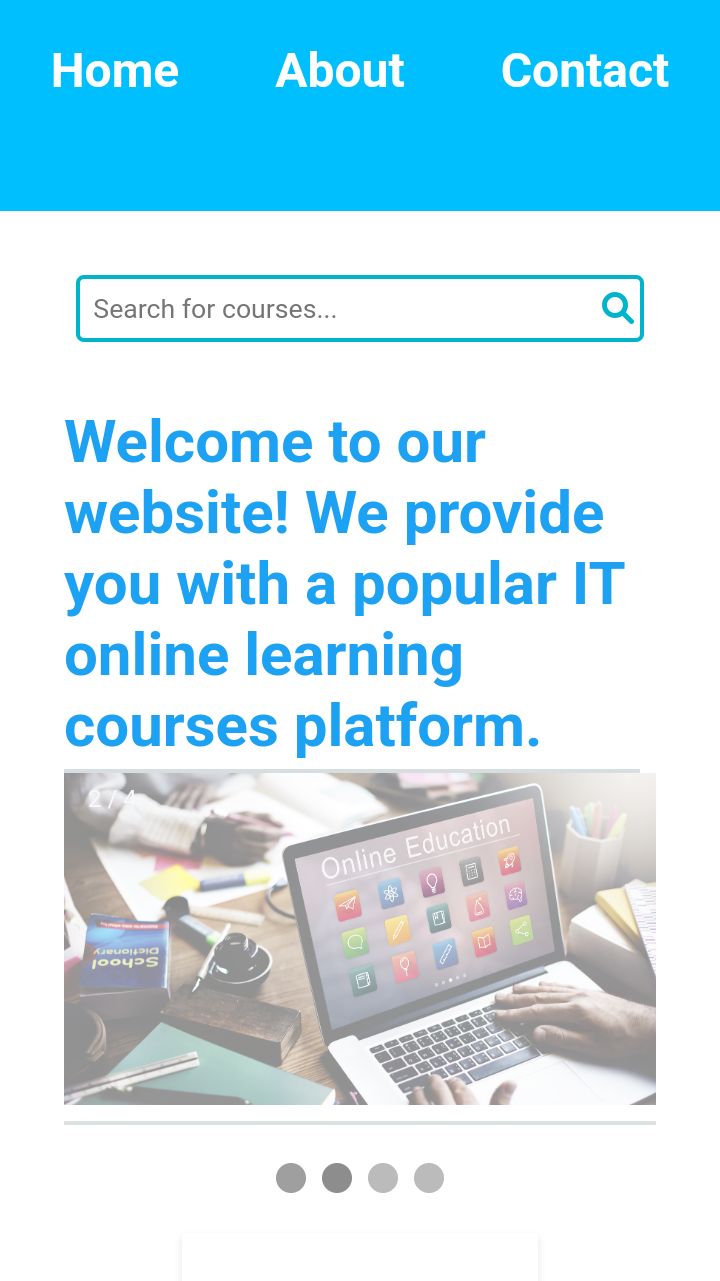 Home About Contact
Search for courses...
Welcome to our
website! We provide
you with a popular IT
online learning
courses platform.
2 / 4
Online Education
School
Dictionary